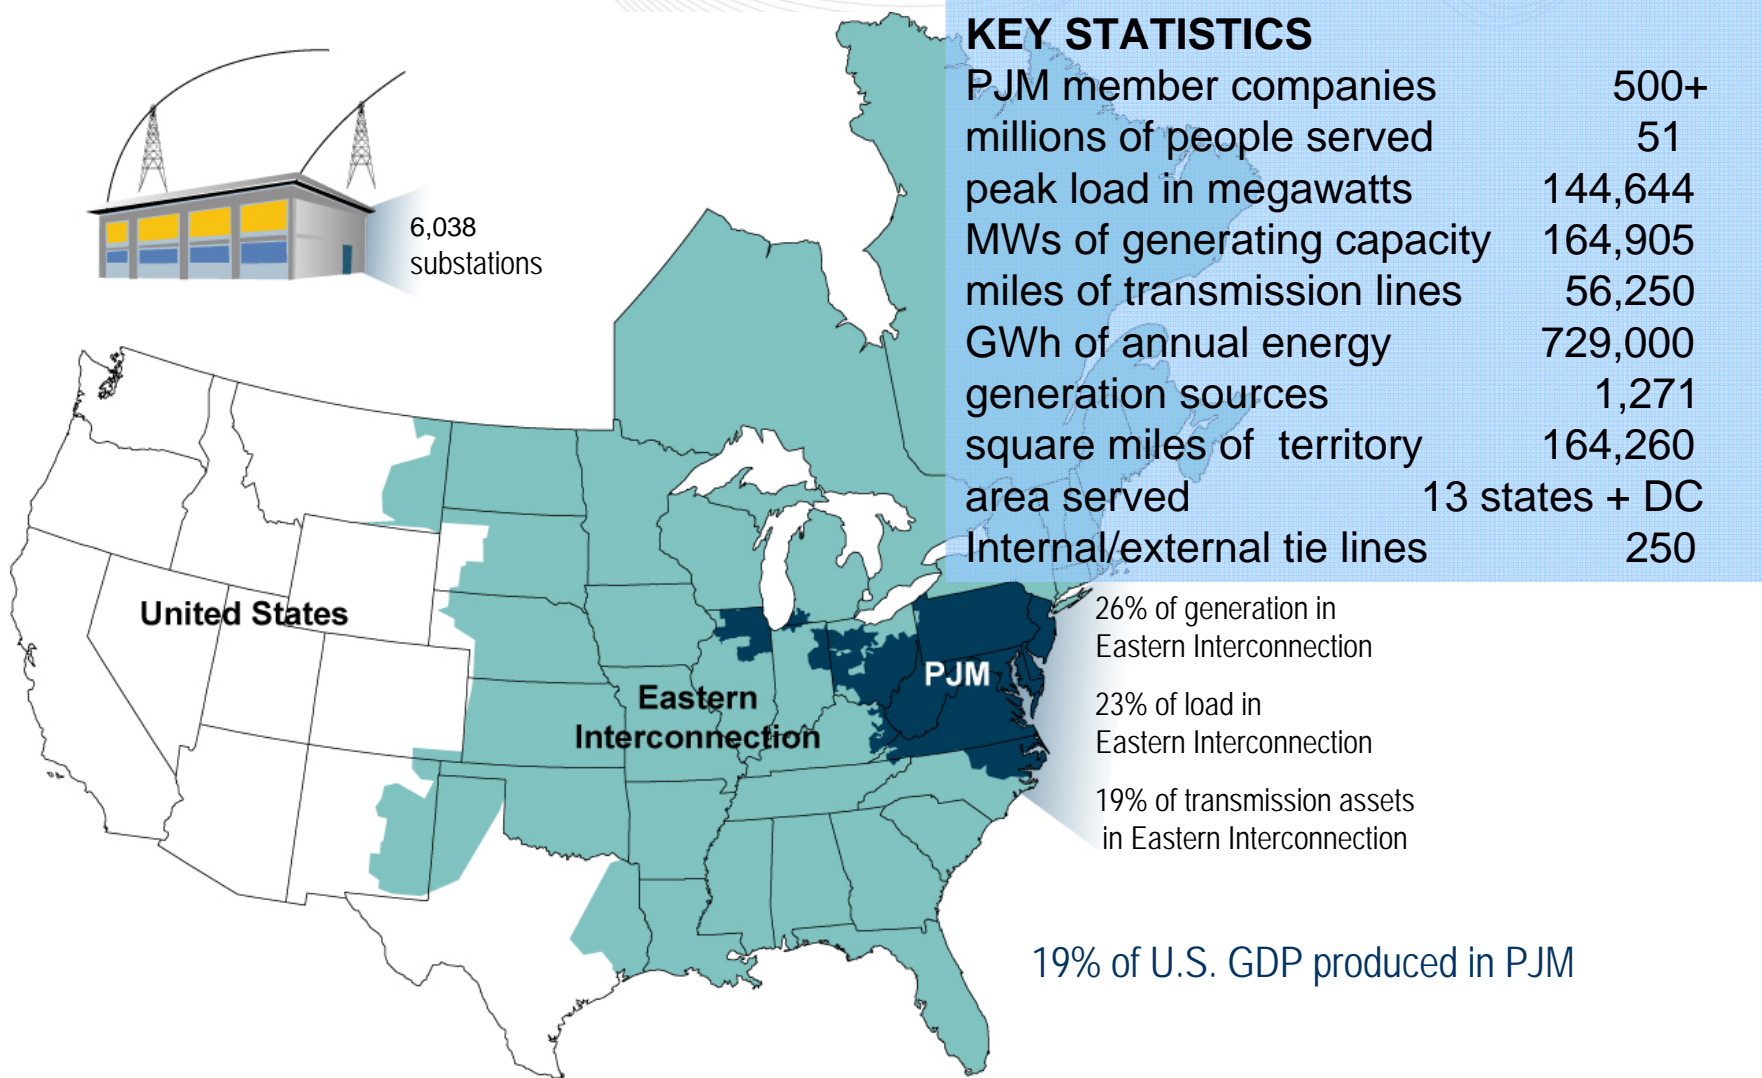 KEY STATISTICS
PJM member companies 500+
millions of people served 51
peak load in megawatts 144,644
MWs of generating capacity 164,905
miles of transmission lines 56,250
GWh of annual energy 729,000
generation sources 1,271
square miles of territory 164,260
area served 13 states + DC
Internal/external tie lines 250
6,038
substations
United States
Eastern
Interconnection
PJM
26% of generation in
Eastern Interconnection
23% of load in
Eastern Interconnection
19% of transmission assets
in Eastern Interconnection
19% of U.S. GDP produced in PJM